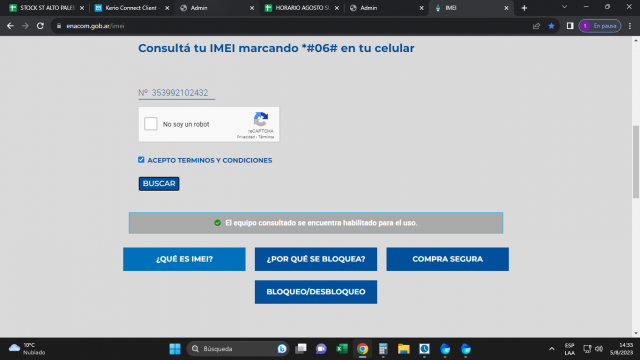 STOCK ST ALTO PALER
Kerio Connect Client -
Admin
HORARIO AGOSTO SU
Admin
IMEI
enacom.gob.ar/imei
1
En pausa
Consultá tu IMEI marcando *#06# en tu celular
Nº 353992102432
No soy un robot
reCAPTCHA
Privacidad - Términos
ACEPTO TERMINOS Y CONDICIONES
BUSCAR
El equipo consultado se encuentra habilitado para el uso.
¿QUÉ ES IMEI?
¿POR QUÉ SE BLOQUEA?
COMPRA SEGURA
BLOQUEO/DESBLOQUEO
10°C
Nublado
Búsqueda
ESP
LAA
14:33
5/8/2023